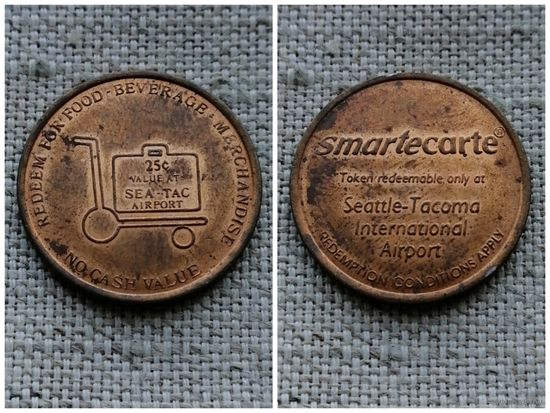 REDEEM FOR FOOD · BEVERAGE · MERCHANDISE
25¢
VALUE AT
SEA-TAC
AIRPORT
NO CASH VALUE
smartecarte®
Token redeemable only at
Seattle-Tacoma
International
Airport
REDEMPTION CONDITIONS APPLY